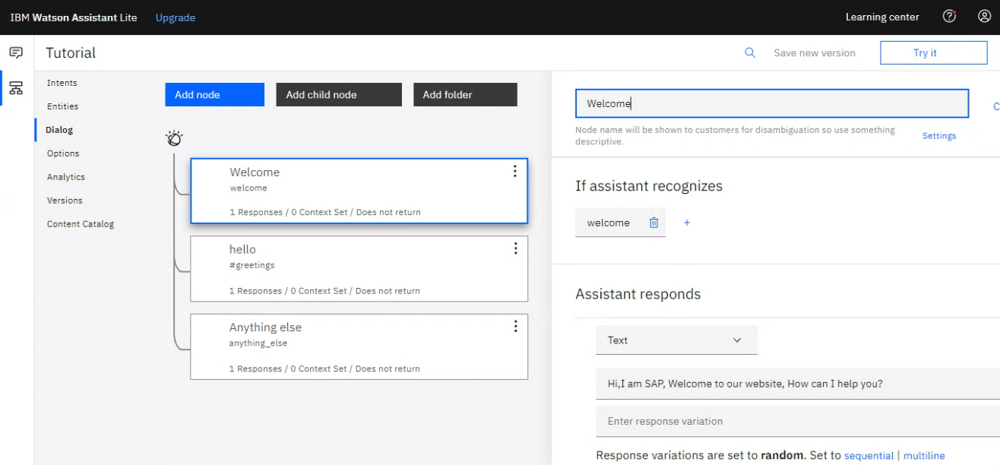 IBM Watson Assistant Lite Upgrade Learning center
Tutorial Save new version Try it
Intents
Entities
Dialog
Options
Analytics
Versions
Content Catalog
Add node Add child node Add folder
Welcome
welcome
1 Responses / 0 Context Set / Does not return
hello
#greetings
1 Responses / 0 Context Set / Does not return
Anything else
anything_else
1 Responses / 0 Context Set / Does not return
Welcome
Node name will be shown to customers for disambiguation so use something
descriptive.
Settings
If assistant recognizes
welcome
Assistant responds
Text
Hi,I am SAP, Welcome to our website, How can I help you?
Enter response variation
Response variations are set to random. Set to sequential | multiline